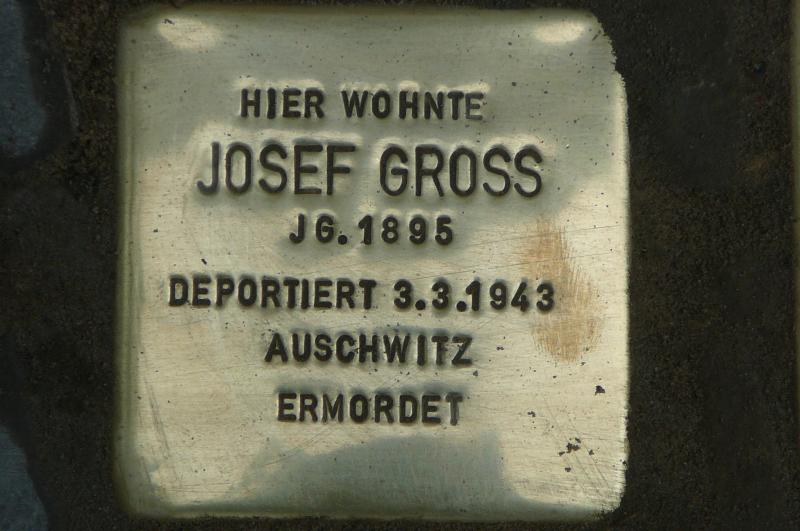 HIER WOHNTE
JOSEF GROSS
JG. 1895
DEPORTIERT 3.3.1943
AUSCHWITZ
ERMORDET